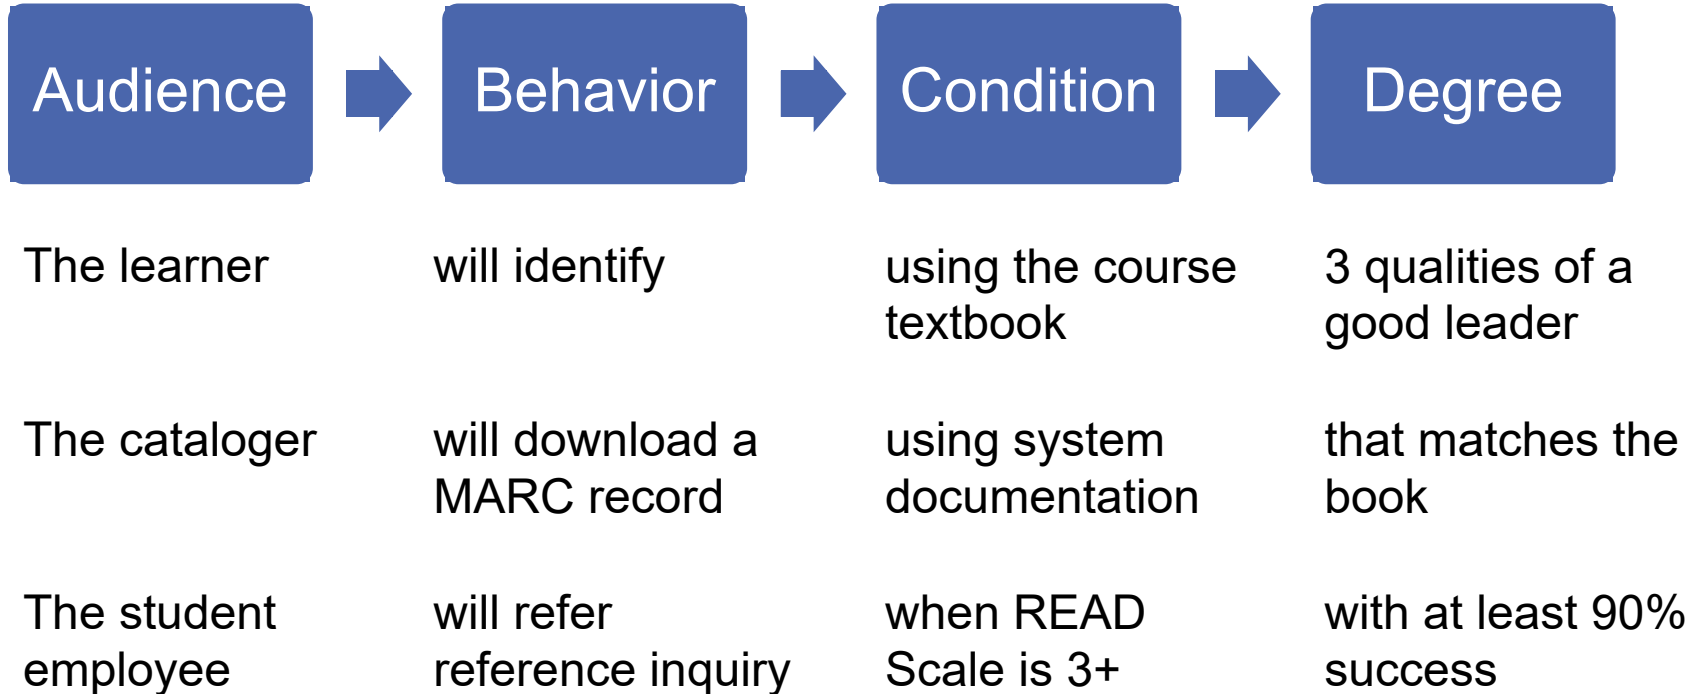 Audience
Behavior
Condition
Degree
The learner
will identify
using the course
textbook
3 qualities of a
good leader
The cataloger
will download a
MARC record
using system
documentation
that matches the
book
The student
employee
will refer
reference inquiry
when READ
Scale is 3+
with at least 90%
success